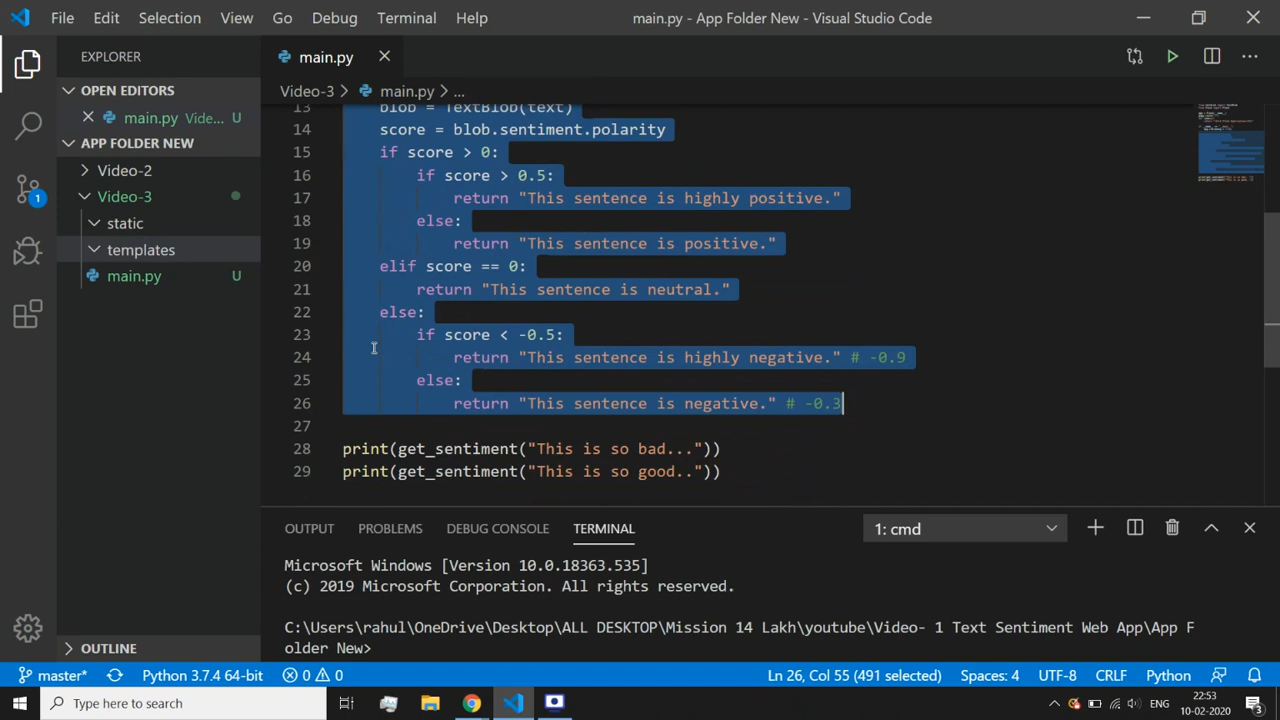 File Edit Selection View Go Debug Terminal Help main.py - App Folder New - Visual Studio Code
EXPLORER
OPEN EDITORS
main.py Vide... U
APP FOLDER NEW
Video-2
Video-3
static
templates
main.py U
OUTLINE
main.py
Video-3 main.py ...
13 blob = TextBlob(text)
14 score = blob.sentiment.polarity
15 if score > 0:
16 if score > 0.5:
17 return "This sentence is highly positive."
18 else:
19 return "This sentence is positive."
20 elif score == 0:
21 return "This sentence is neutral."
22 else:
23 if score < -0.5:
24 return "This sentence is highly negative." # -0.9
25 else:
26 return "This sentence is negative." # -0.3
27
28 print(get_sentiment("This is so bad..."))
29 print(get_sentiment("This is so good.."))
OUTPUT PROBLEMS DEBUG CONSOLE TERMINAL 1: cmd
Microsoft Windows [Version 10.0.18363.535]
(c) 2019 Microsoft Corporation. All rights reserved.
C:\Users\rahul\OneDrive\Desktop\ALL DESKTOP\Mission 14 Lakh\youtube\Video- 1 Text Sentiment Web App\App F
older New>
1
master* Python 3.7.4 64-bit 0 0 Ln 26, Col 55 (491 selected) Spaces: 4 UTF-8 CRLF Python
Type here to search ENG 22:53
10-02-2020 3